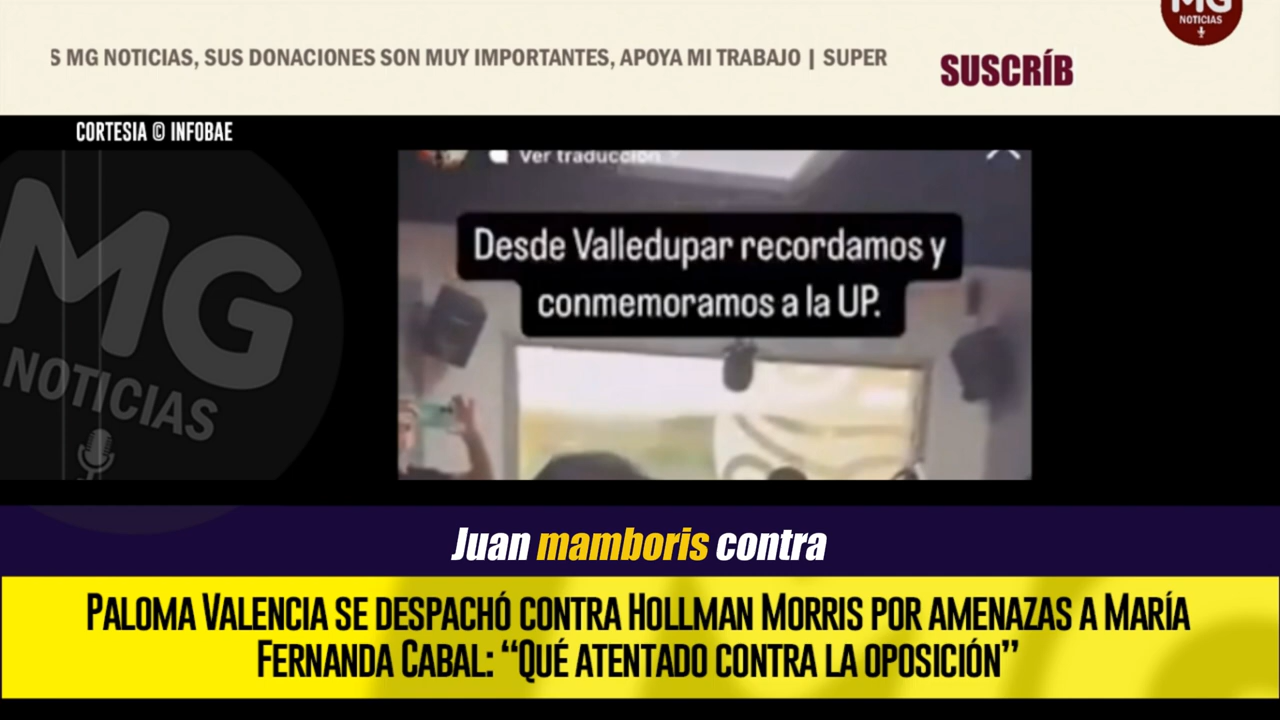 MG
NOTICIAS
S MG NOTICIAS, SUS DONACIONES SON MUY IMPORTANTES, APOYA MI TRABAJO | SUPER
SUSCRÍB
CORTESIA © INFOBAE
Ver traducción
Desde Valledupar recordamos y
conmemoramos a la UP.
MG
NOTICIAS
Juan mamboris contra
PALOMA VALENCIA SE DESPACHÓ CONTRA HOLLMAN MORRIS POR AMENAZAS A MARÍA
FERNANDA CABAL: “QUÉ ATENTADO CONTRA LA OPOSICIÓN”